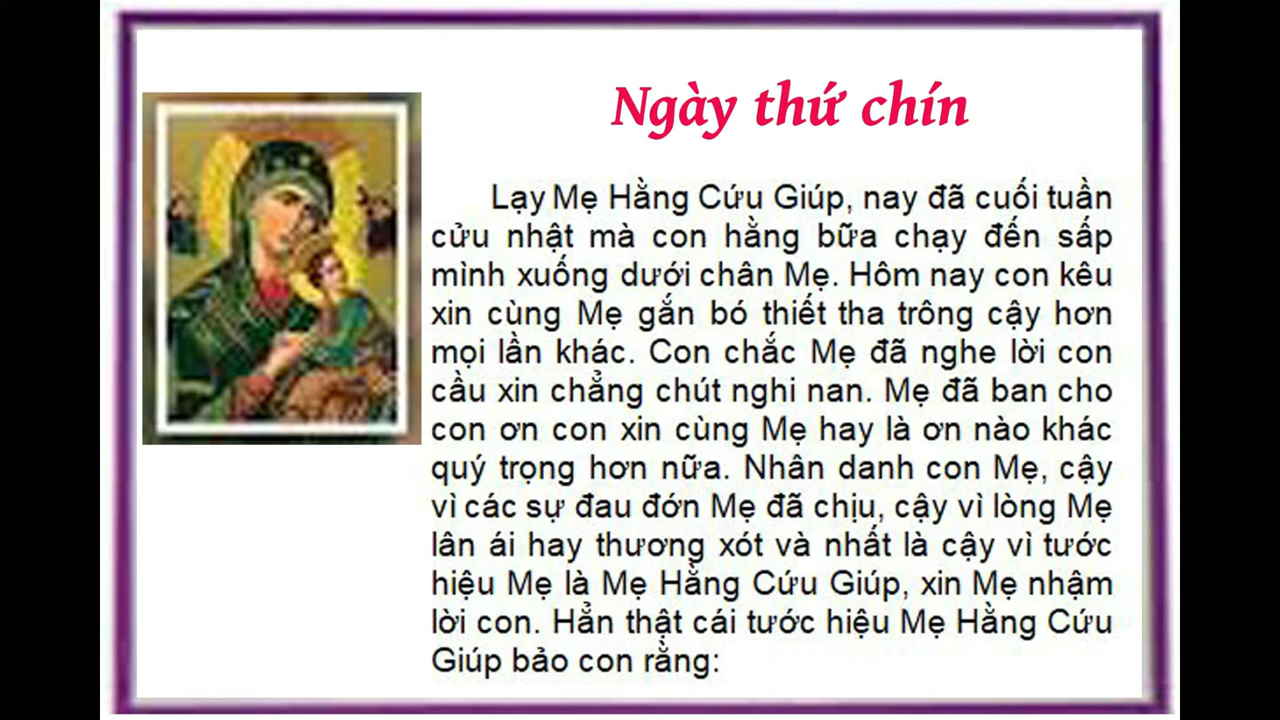 Ngày thứ chín
Lạy Mẹ Hằng Cứu Giúp, nay đã cuối tuần
cửu nhật mà con hằng bữa chạy đến sấp
mình xuống dưới chân Mẹ. Hôm nay con kêu
xin cùng Mẹ gắn bó thiết tha trông cậy hơn
mọi lần khác. Con chắc Mẹ đã nghe lời con
cầu xin chẳng chút nghi nan. Mẹ đã ban cho
con ơn con xin cùng Mẹ hay là ơn nào khác
quý trọng hơn nữa. Nhân danh con Mẹ, cậy
vì các sự đau đớn Mẹ đã chịu, cậy vì lòng Mẹ
lân ái hay thương xót và nhất là cậy vì tước
hiệu Mẹ là Mẹ Hằng Cứu Giúp, xin Mẹ nhậm
lời con. Hẳn thật cái tước hiệu Mẹ Hằng Cứu
Giúp bảo con rằng: